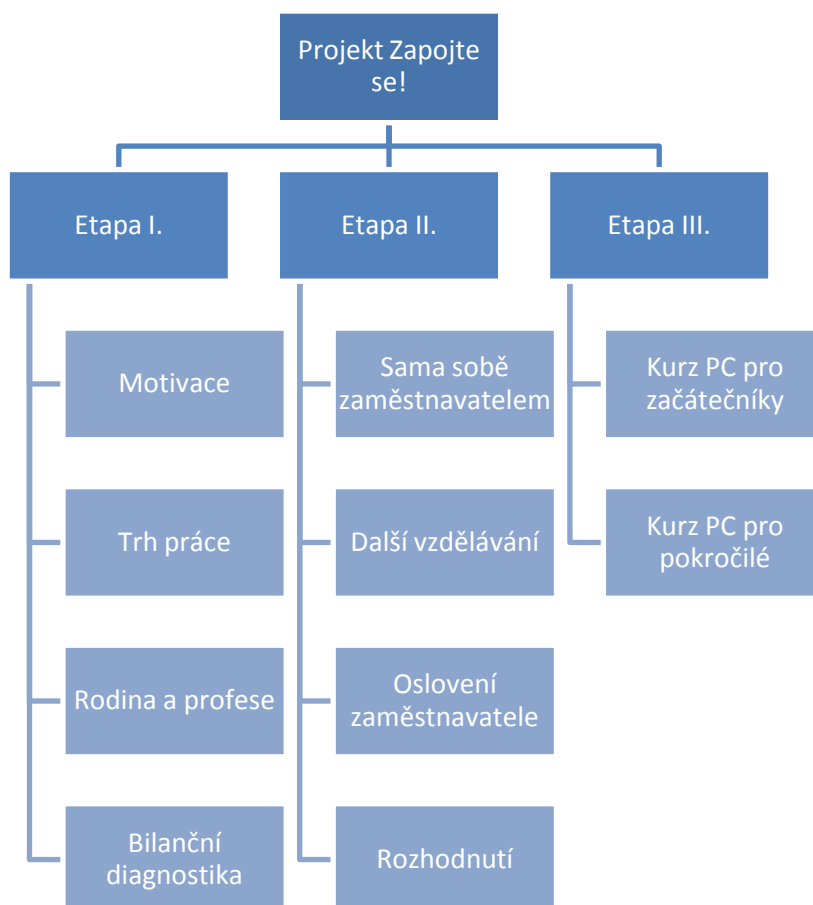 Projekt Zapojte
se!
Etapa I.
Etapa II.
Etapa III.
Motivace
Sama sobě
zaměstnavatelem
Kurz PC pro
začátečníky
Trh práce
Další vzdělávání
Kurz PC pro
pokročilé
Rodina a profese
Oslovení
zaměstnavatele
Bilanční
diagnostika
Rozhodnutí